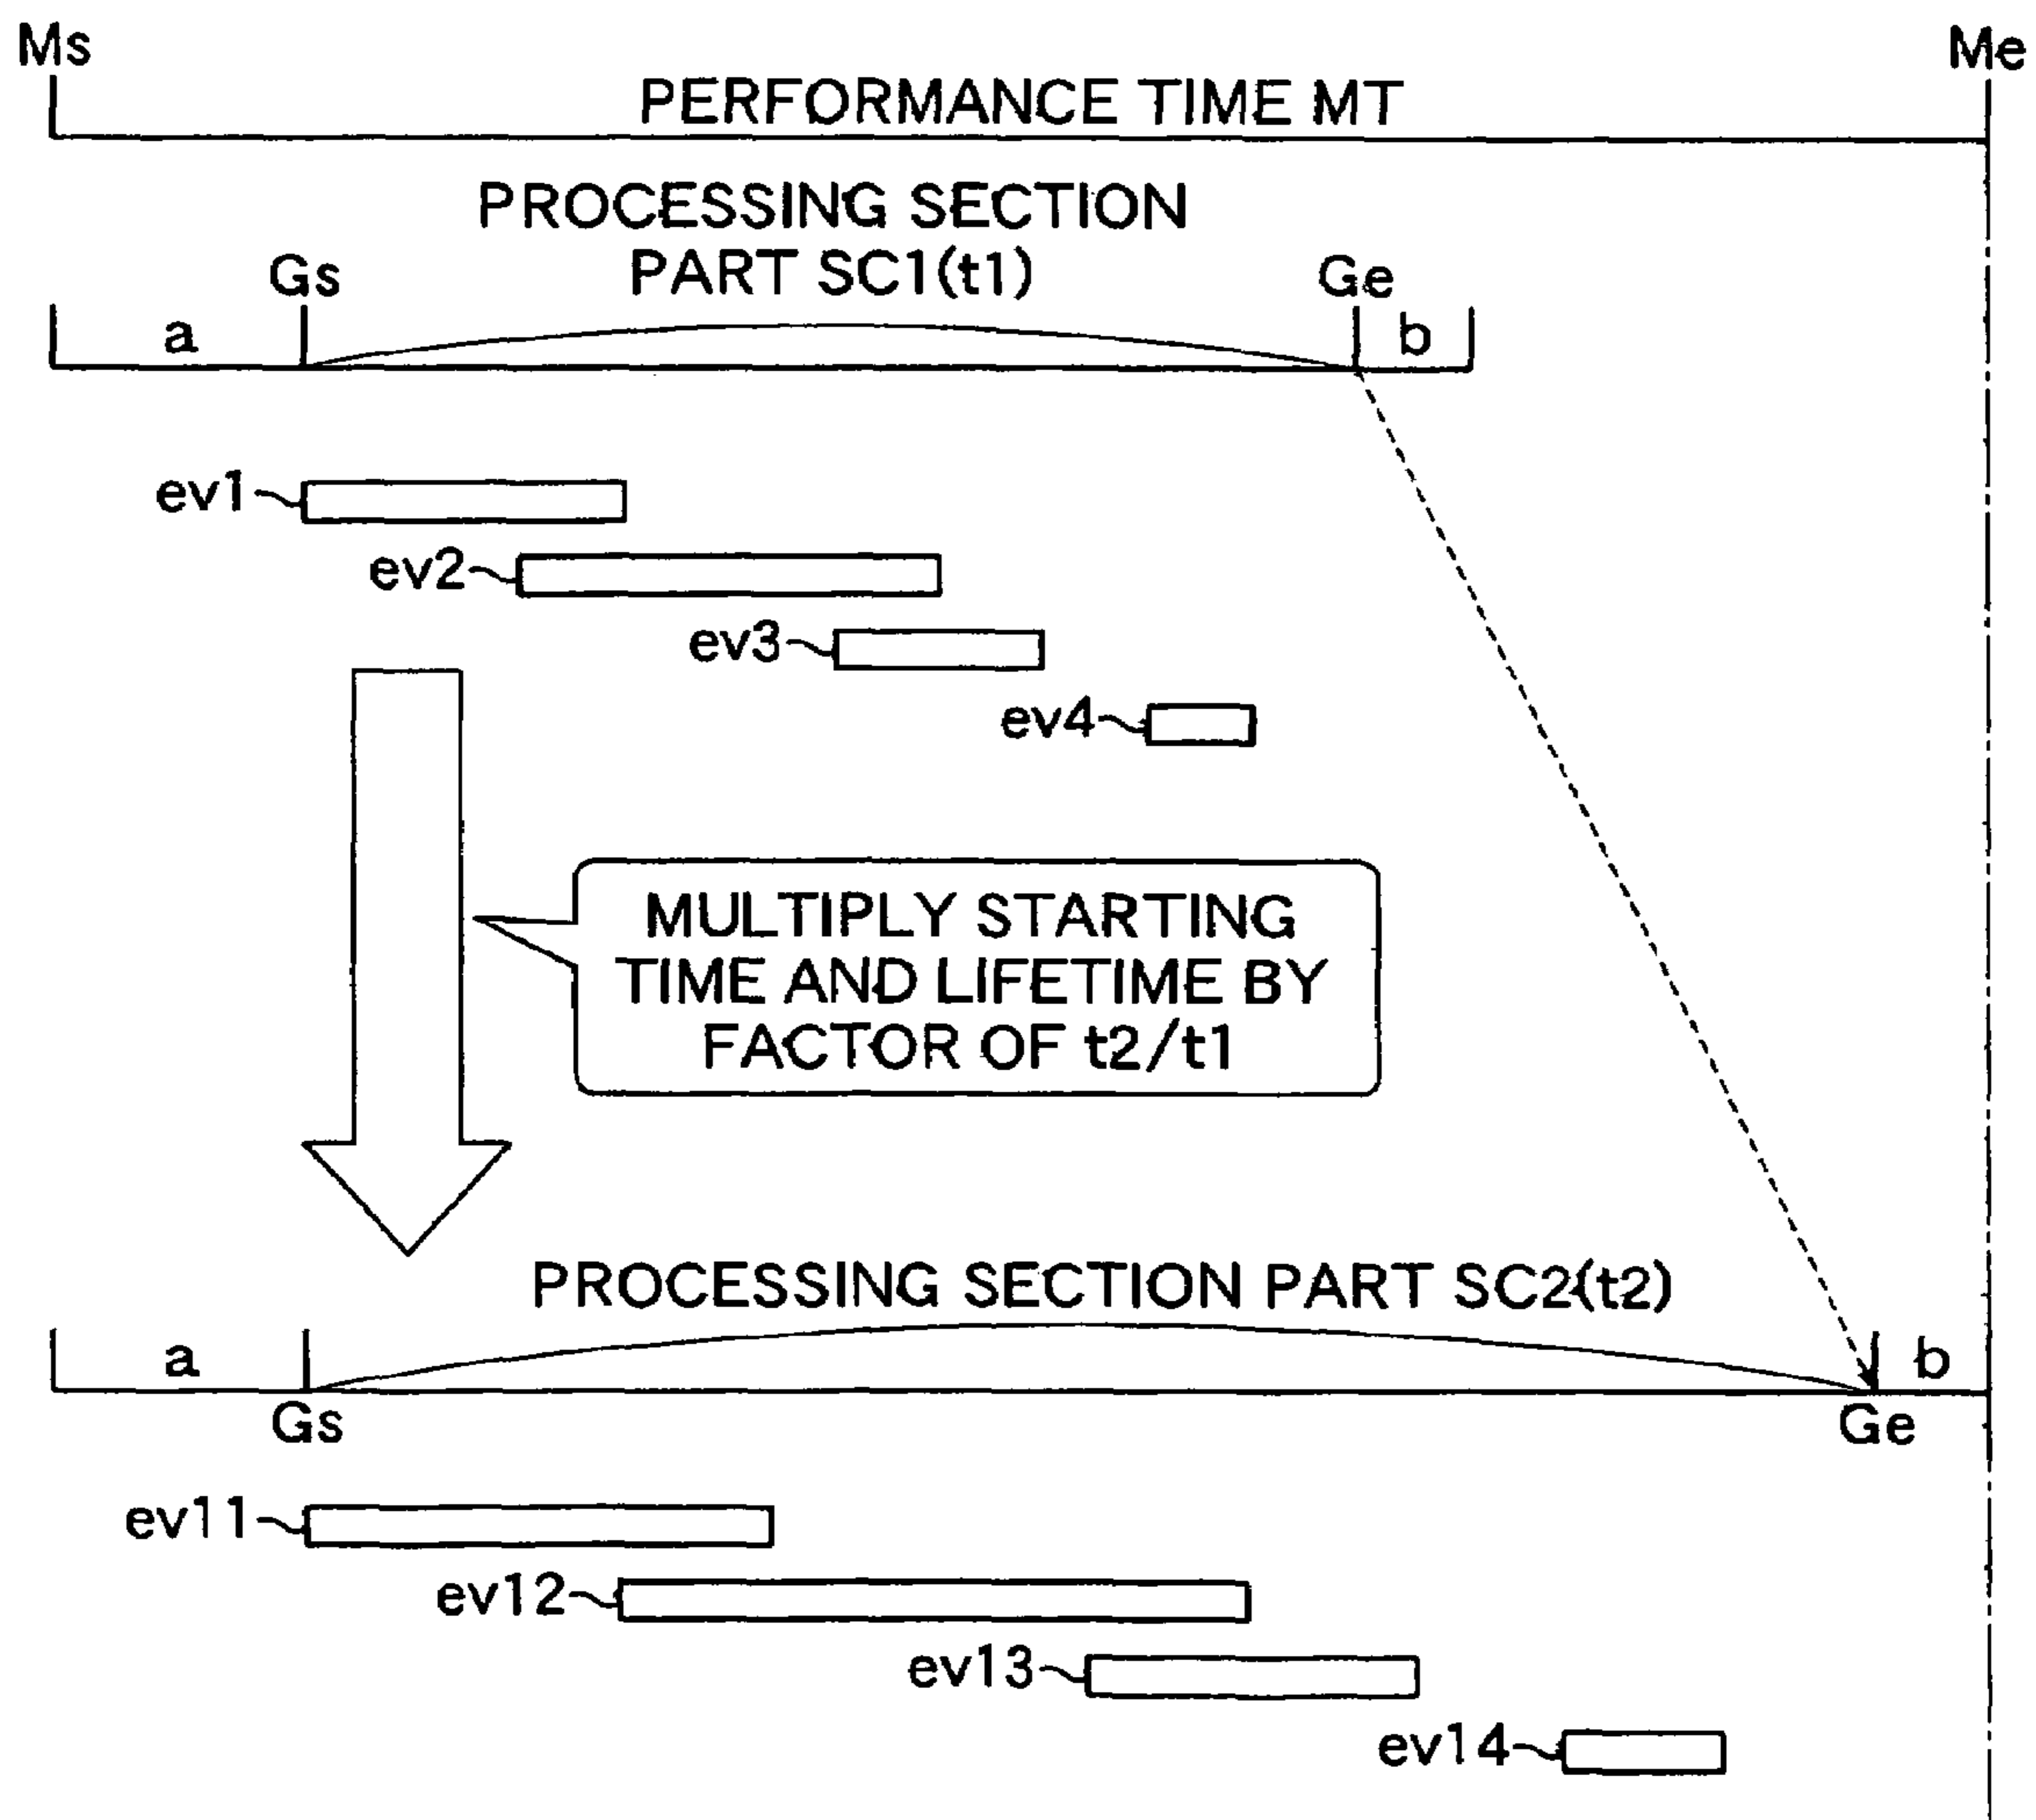 Ms
Me
PERFORMANCE TIME MT
PROCESSING SECTION
PART SC1(t1)
Gs
Ge
a
b
ev1
ev2
ev3
ev4
MULTIPLY STARTING
TIME AND LIFETIME BY
FACTOR OF t2/t1
PROCESSING SECTION PART SC2(t2)
a
b
Gs
Ge
ev11
ev12
ev13
ev14